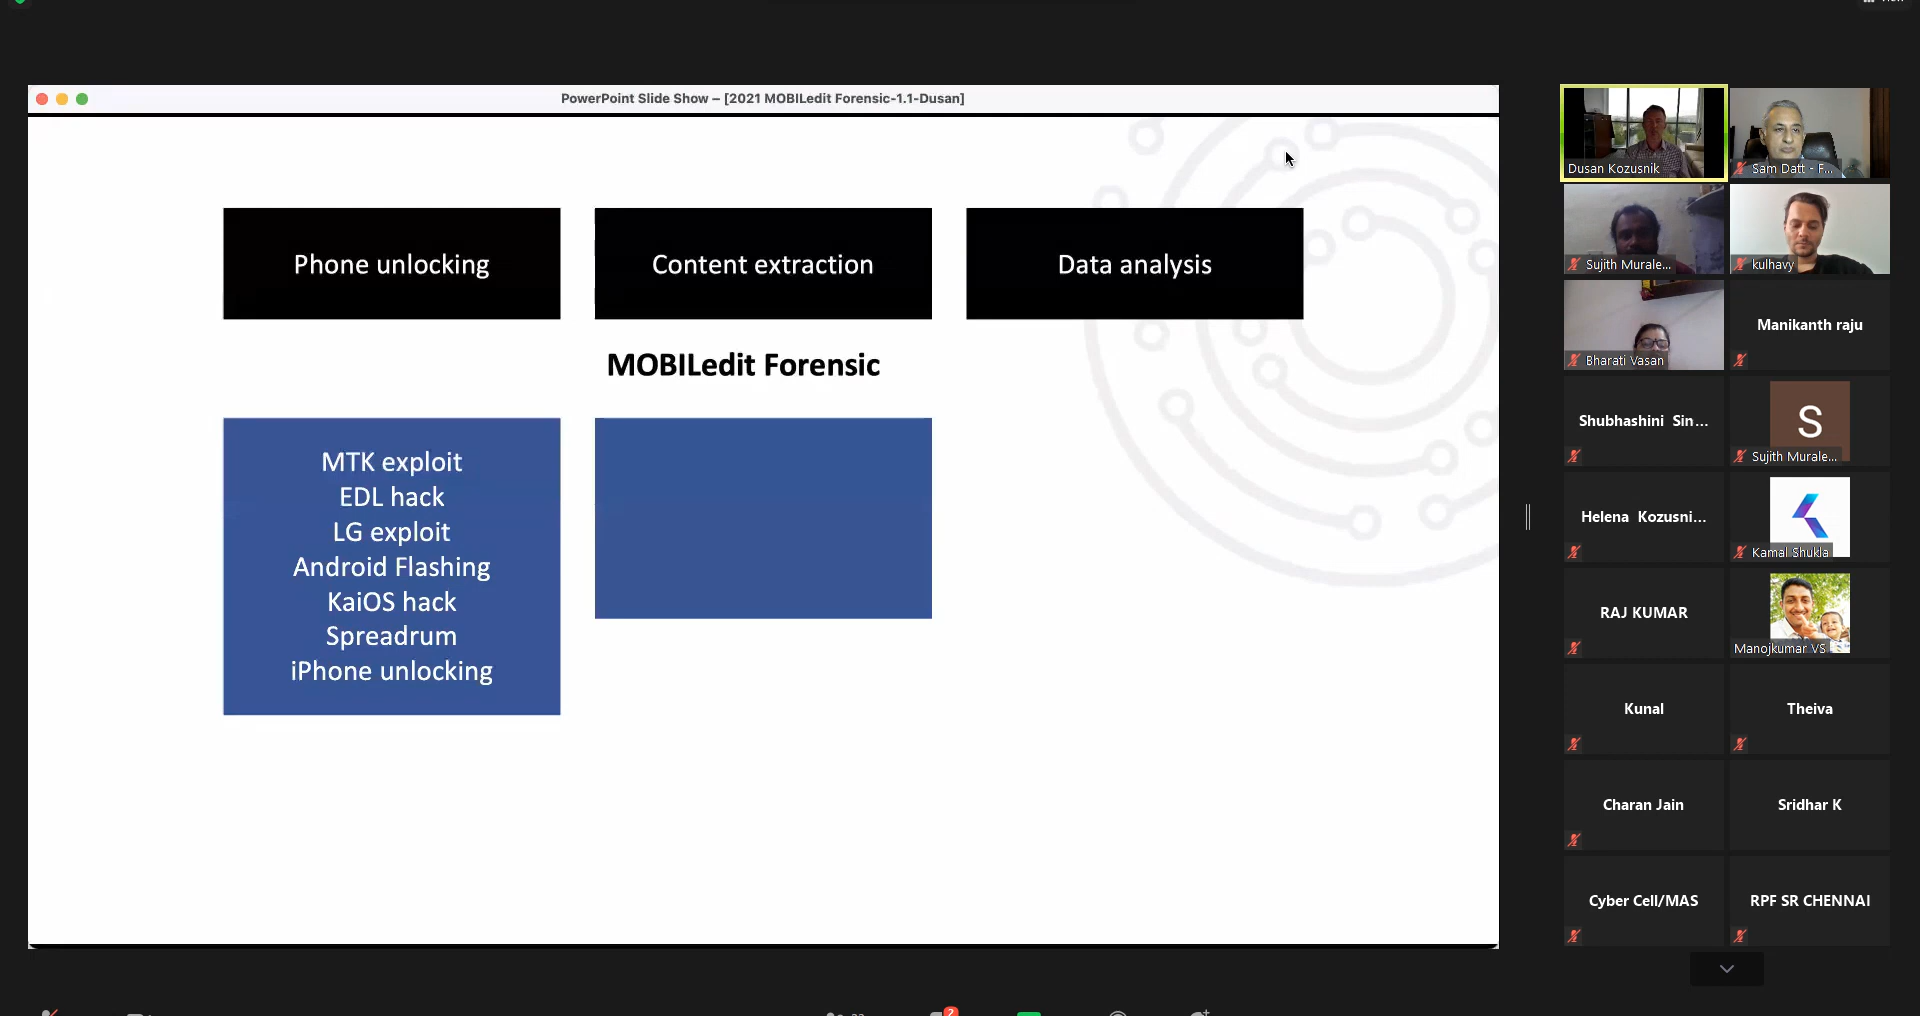 PowerPoint Slide Show – [2021 MOBILedit Forensic-1.1-Dusan]
Phone unlocking
Content extraction
Data analysis
MOBILedit Forensic
MTK exploit
EDL hack
LG exploit
Android Flashing
KaiOS hack
Spreadrum
iPhone unlocking
Dusan Kozusnik
Sam Datt - F...
Sujith Murale...
kulhavy
Bharati Vasan
Manikanth raju
Shubhashini Sin...
S
Sujith Murale...
Helena Kozusni...
Kamal Shukla
RAJ KUMAR
Manojkumar VS
Kunal
Theiva
Charan Jain
Sridhar K
Cyber Cell/MAS
RPF SR CHENNAI
2